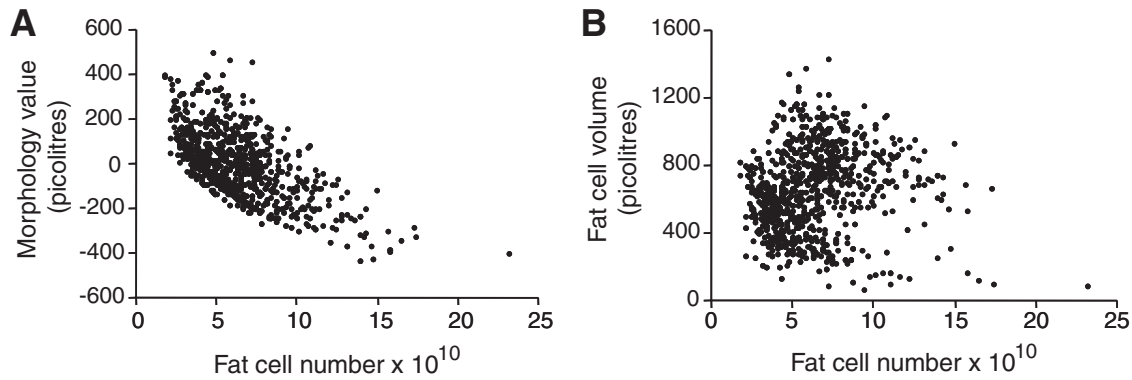 A
Morphology value
(picolitres)
600
400
200
0
-200
-400
-600
0 5 10 15 20 25
Fat cell number x 10^10
B
Fat cell volume
(picolitres)
1600
1200
800
400
0
0 5 10 15 20 25
Fat cell number x 10^10